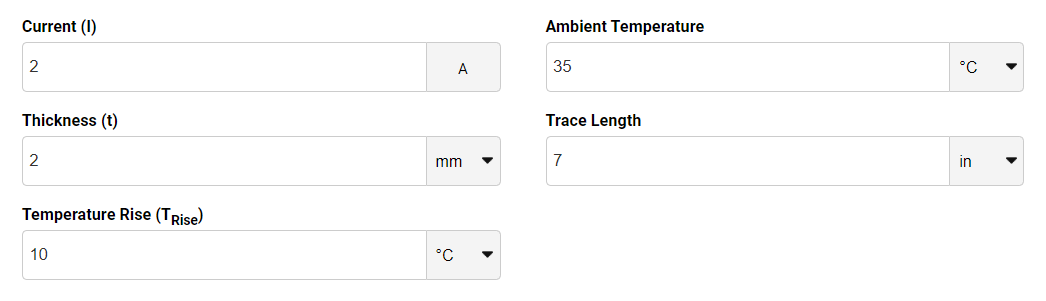 Current (I)
Ambient Temperature
2
A
35
°C
Thickness (t)
Trace Length
2
mm
7
in
Temperature Rise (TRise)
10
°C